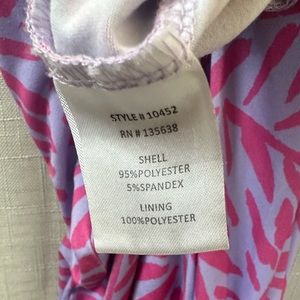 STYLE # 10452
RN # 135638
SHELL
95%POLYESTER
5%SPANDEX
LINING
100%POLYESTER